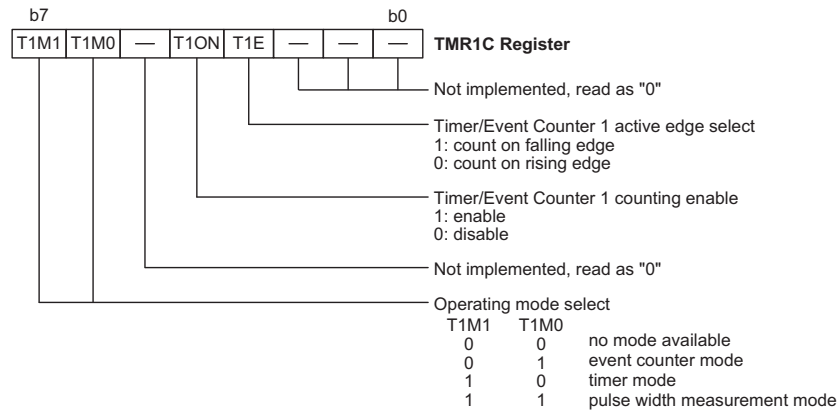 b7 b0
T1M1 T1M0 — T1ON T1E — — — TMR1C Register
Not implemented, read as "0"
Timer/Event Counter 1 active edge select
1: count on falling edge
0: count on rising edge
Timer/Event Counter 1 counting enable
1: enable
0: disable
Not implemented, read as "0"
Operating mode select
T1M1 T1M0
0 0 no mode available
0 1 event counter mode
1 0 timer mode
1 1 pulse width measurement mode